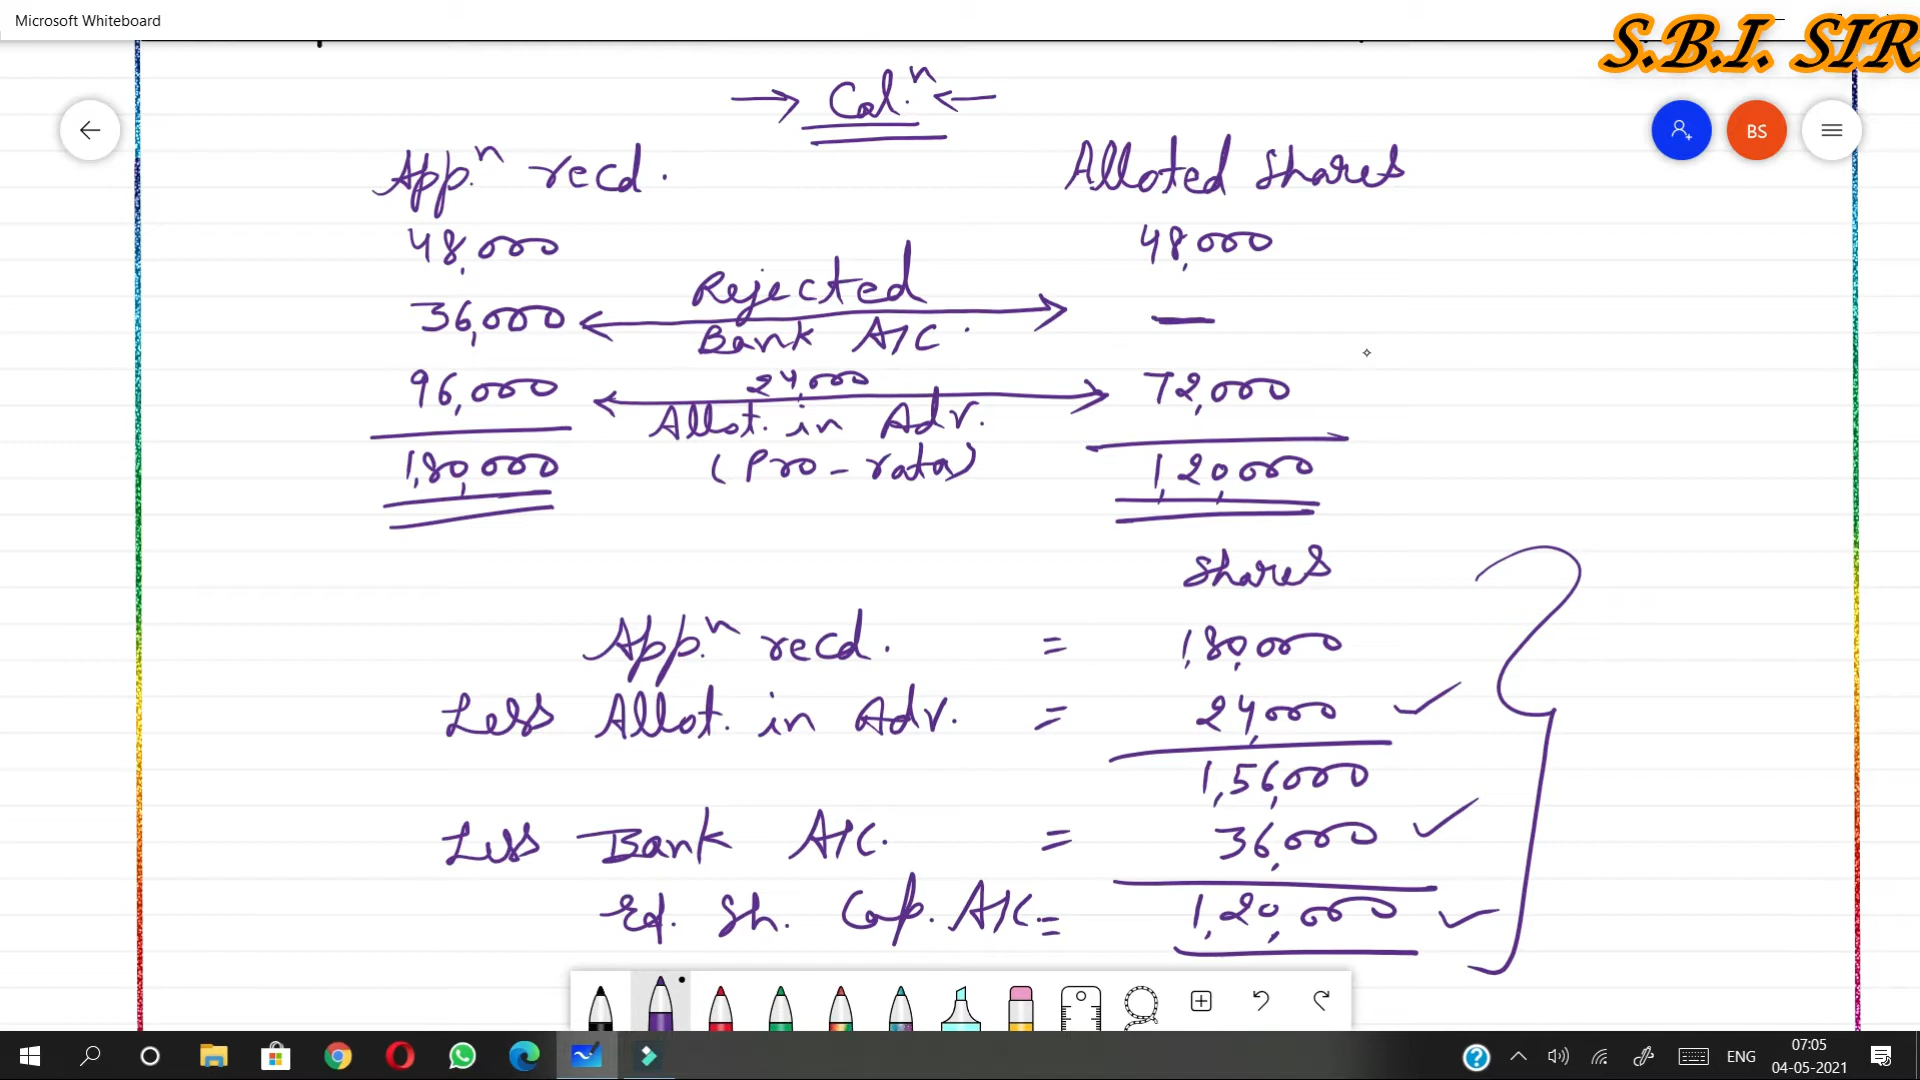 Microsoft Whiteboard
S.B.I. SIR
BS
Cal.ⁿ
App.ⁿ recd. Alloted Shares
48,000 48,000
36,000 Rejected —
Bank A/C.
96,000 24,000 72,000
Allot. in Adv.
1,80,000 (Pro-rata) 1,20,000
Shares
App.ⁿ recd. = 1,80,000
Less Allot. in Adv. = 24,000
1,56,000
Less Bank A/C. = 36,000
Eq. Sh. Cap. A/C. = 1,20,000
ENG
07:05
04-05-2021